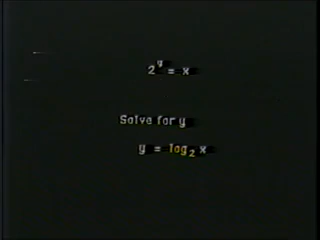 2^y = x
Solve for y
y = log₂ x